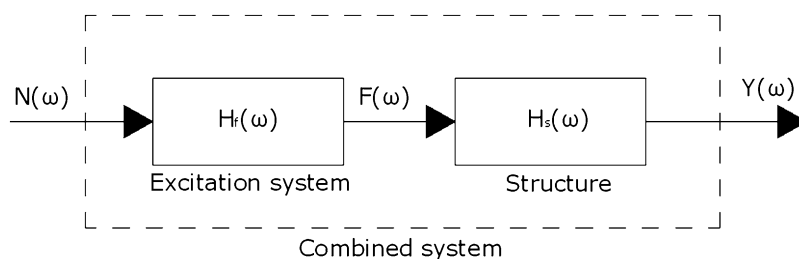 N(ω)
Hf(ω)
F(ω)
Hs(ω)
Y(ω)
Excitation system
Structure
Combined system